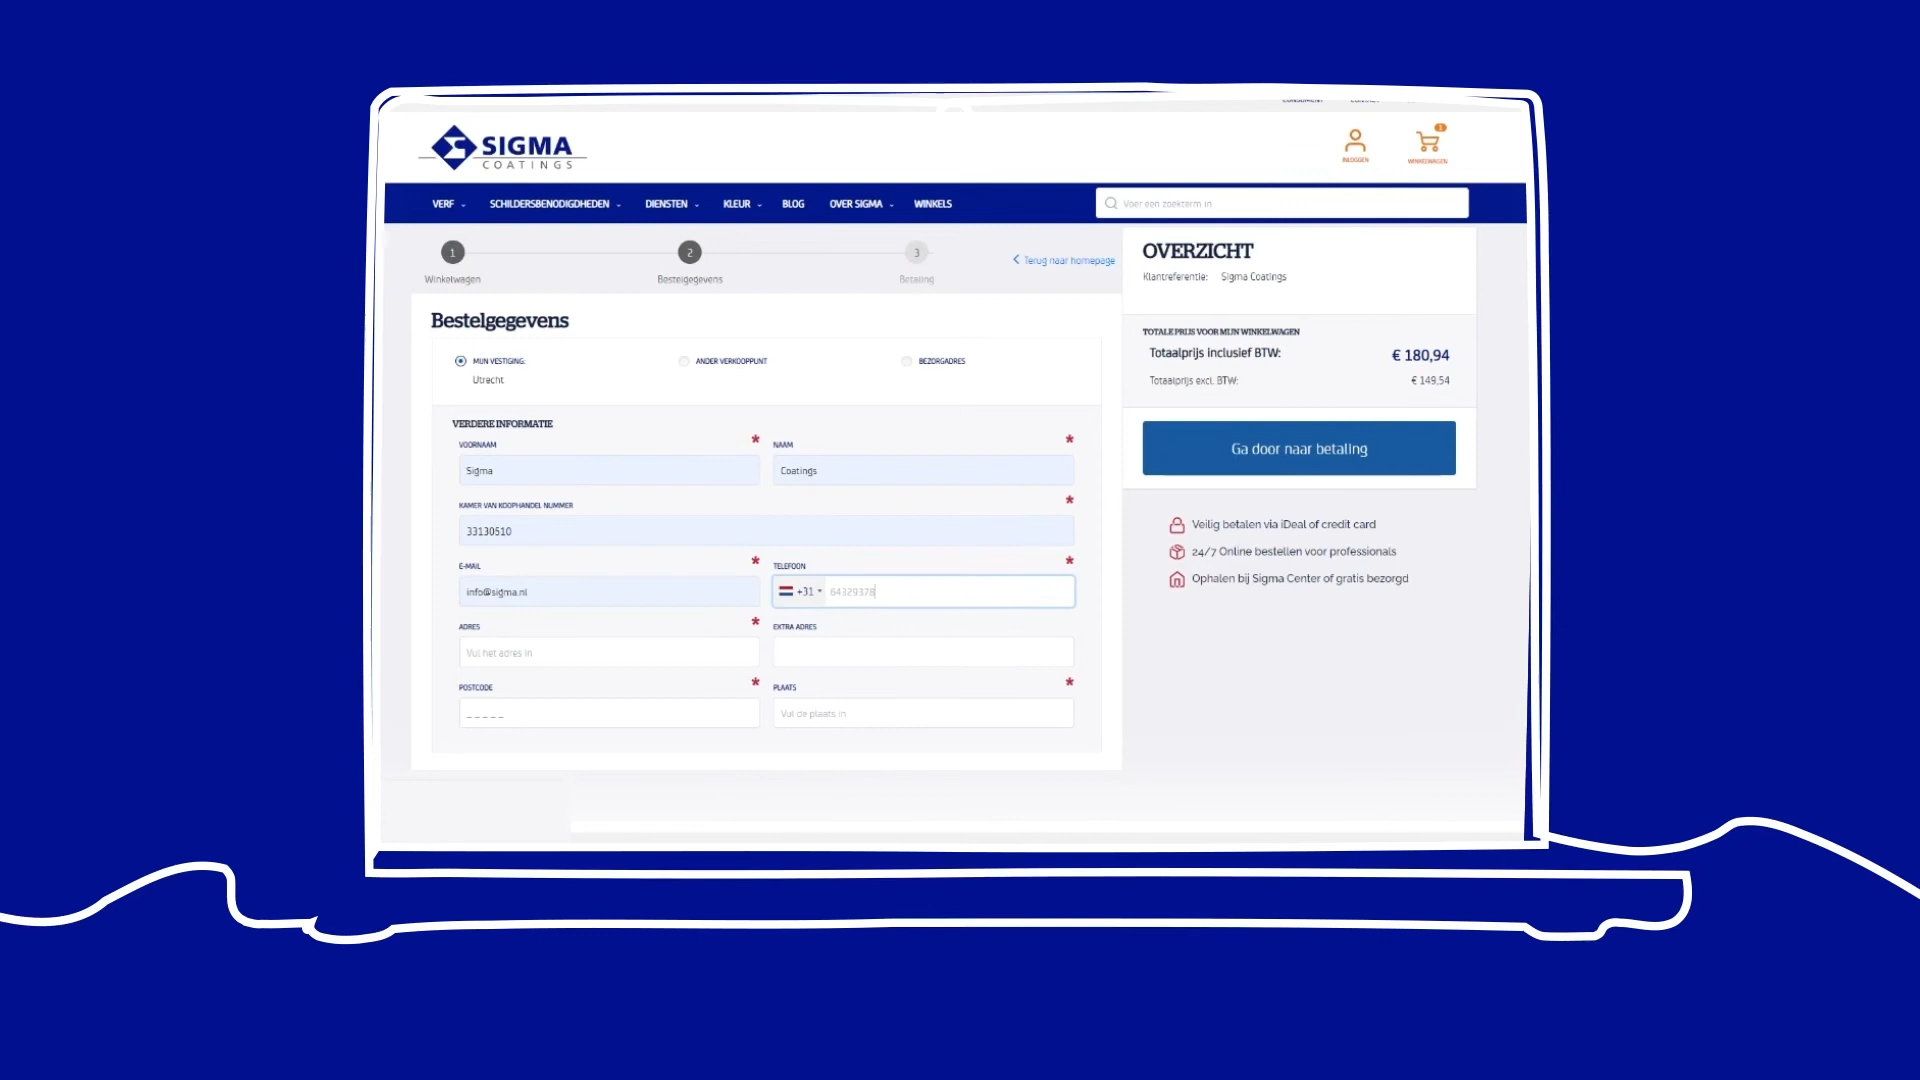 CONSUMENT
SIGMA
COATINGS
INLOGGEN
1
WINKELWAGEN
VERF
SCHILDERSBENODIGDHEDEN
DIENSTEN
KLEUR
BLOG
OVER SIGMA
WINKELS
Voer een zoekterm in
1
2
3
Winkelwagen
Bestelgegevens
Betaling
Terug naar homepage
Bestelgegevens
MIJN VESTIGING:
Utrecht
ANDER VERKOOPPUNT
BEZORGADRES
VERDERE INFORMATIE
VOORNAAM *
NAAM *
Sigma
Coatings
KAMER VAN KOOPHANDEL NUMMER *
33130510
E-MAIL *
TELEFOON *
info@sigma.nl
+31 64329378
ADRES *
EXTRA ADRES
Vul het adres in
POSTCODE *
PLAATS *
_ _ _ _ _
Vul de plaats in
OVERZICHT
Klantreferentie: Sigma Coatings
TOTALE PRIJS VOOR MIJN WINKELWAGEN
Totaalprijs inclusief BTW: € 180,94
Totaalprijs excl. BTW: € 149,54
Ga door naar betaling
Veilig betalen via iDeal of credit card
24/7 Online bestellen voor professionals
Ophalen bij Sigma Center of gratis bezorgd